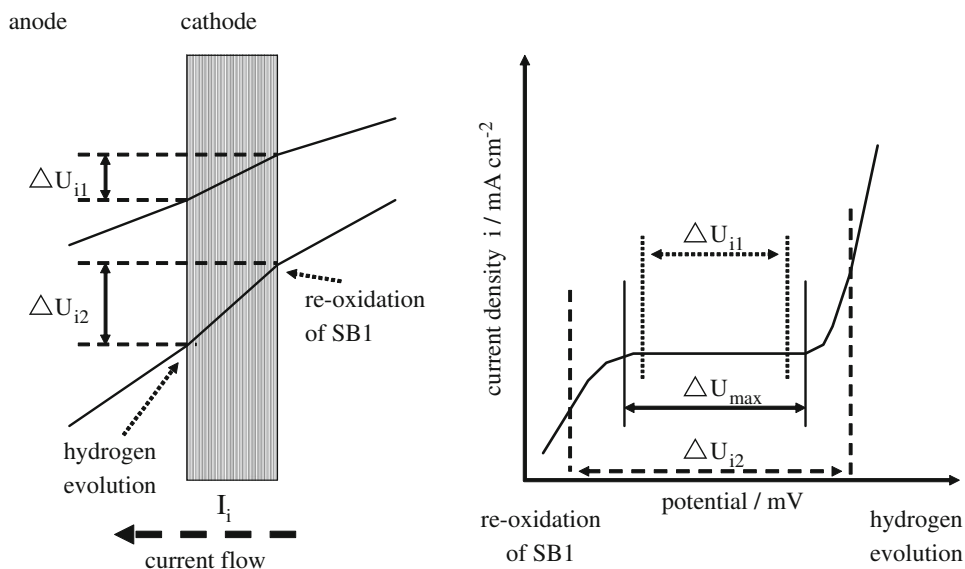 anode
cathode
△U_i1
△U_i2
re-oxidation
of SB1
hydrogen
evolution
I_i
current flow
current density i / mA cm⁻²
△U_i1
△U_max
△U_i2
potential / mV
re-oxidation
of SB1
hydrogen
evolution